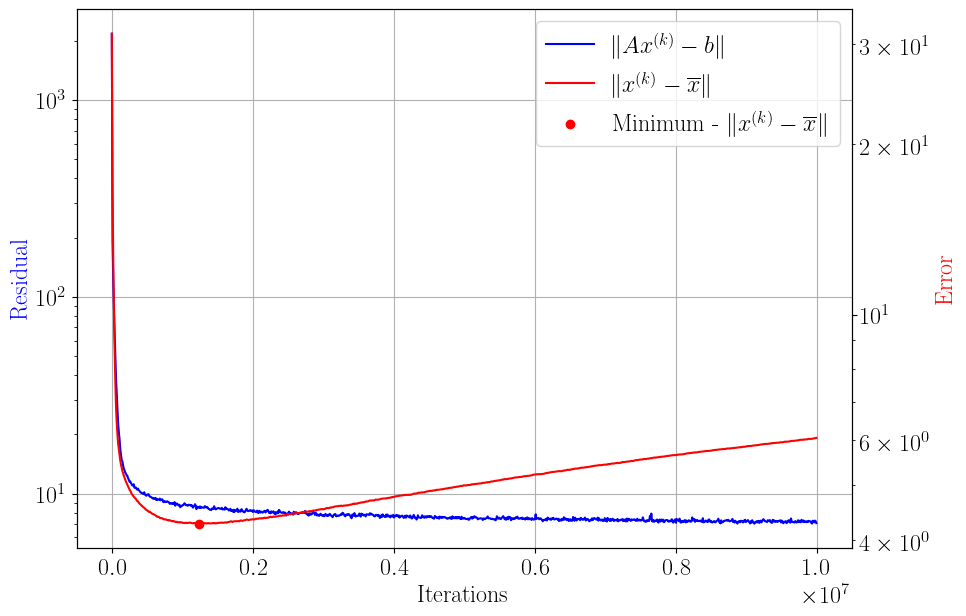 ‖Ax^{(k)} − b‖
‖x^{(k)} − x̅‖
Minimum - ‖x^{(k)} − x̅‖
Residual
10^3
10^2
10^1
3 × 10^1
2 × 10^1
10^1
6 × 10^0
4 × 10^0
Error
0.0 0.2 0.4 0.6 0.8 1.0
Iterations
×10^7